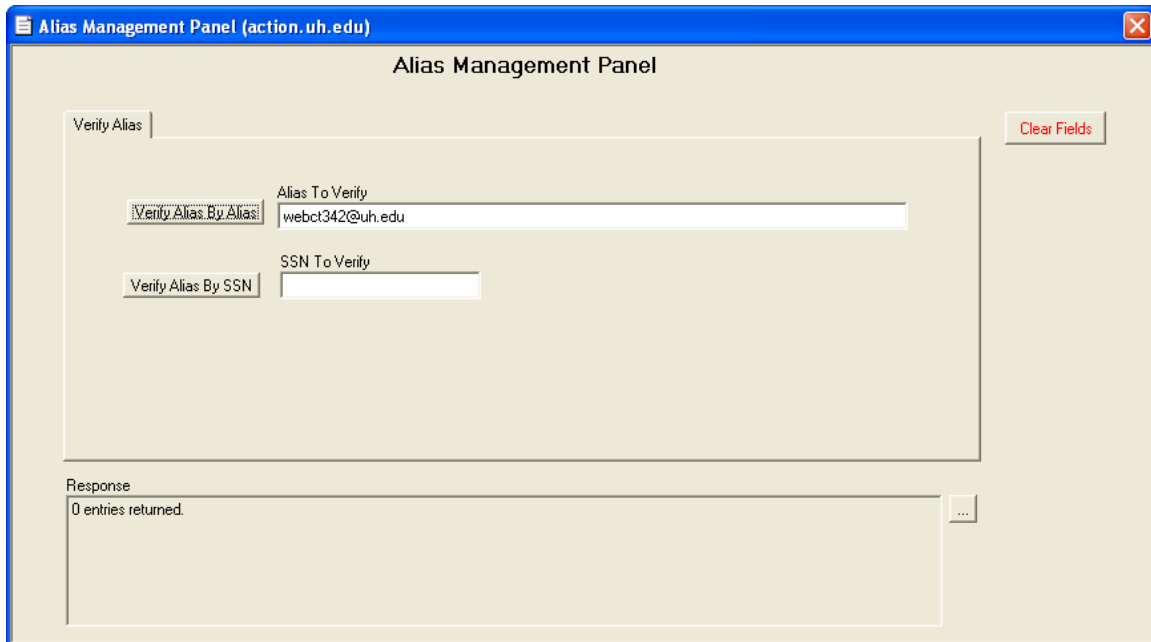 Alias Management Panel (action.uh.edu)
Alias Management Panel
Verify Alias
Clear Fields
Alias To Verify
Verify Alias By Alias
webct342@uh.edu
SSN To Verify
Verify Alias By SSN
Response
0 entries returned.
...